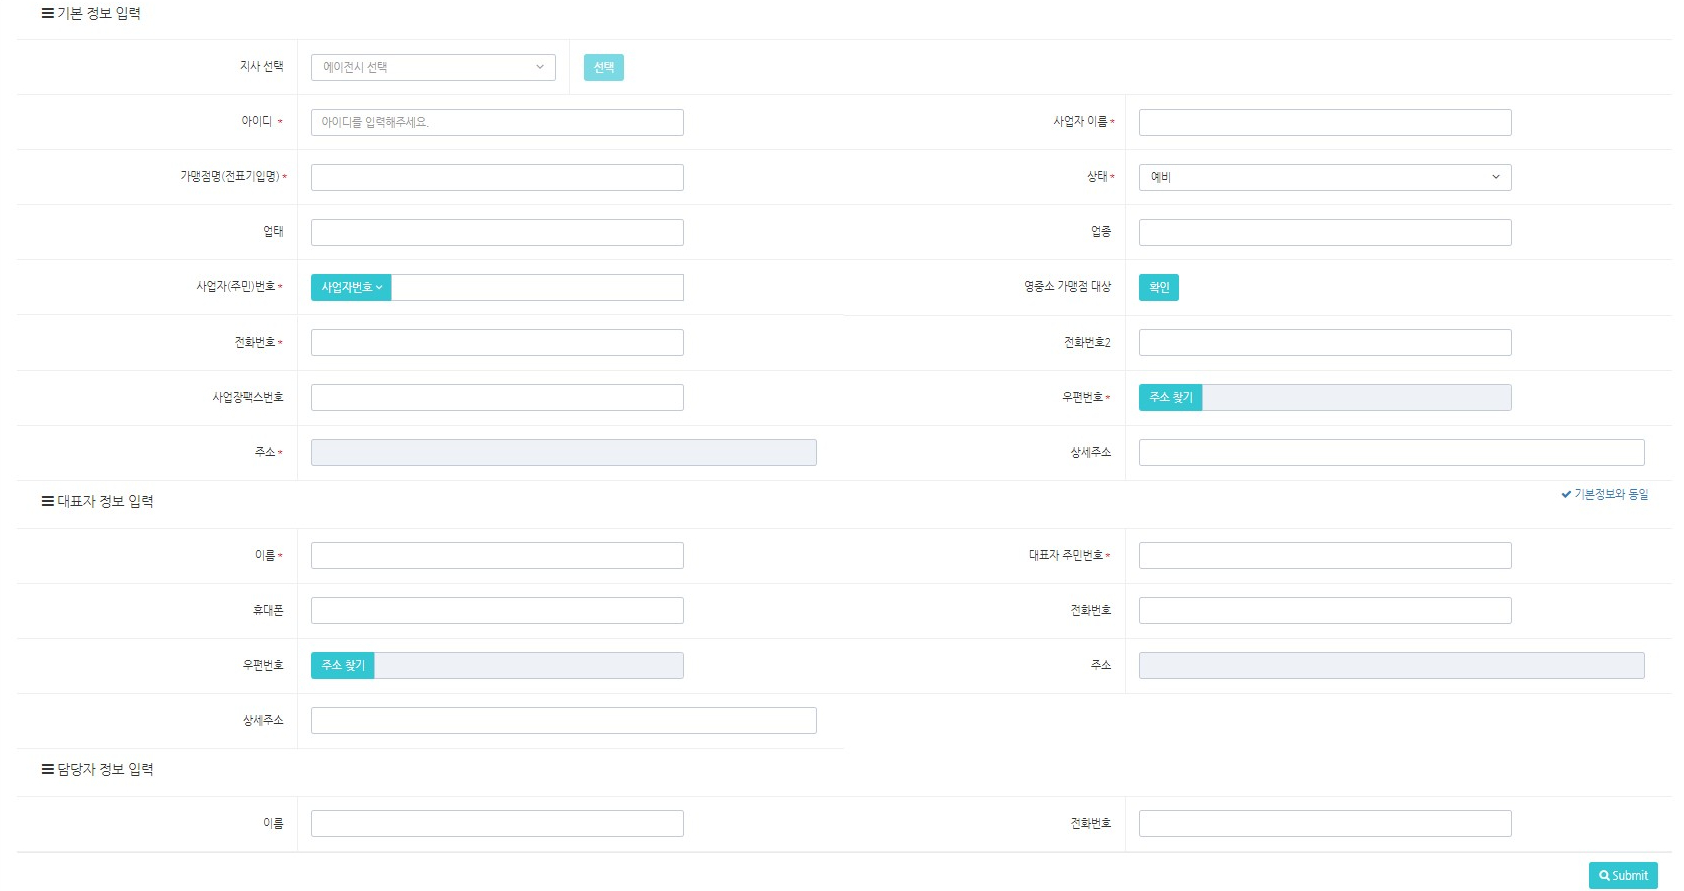 기본 정보 입력
지사 선택 에이전시 선택 선택
아이디 * 아이디를 입력해주세요. 사업자 이름 *
가맹점명(전표기입명) * 상태 * 예비
업태 업종
사업자(주민)번호 * 사업자번호 영중소 가맹점 대상 확인
전화번호 * 전화번호2
사업장팩스번호 우편번호 * 주소 찾기
주소 * 상세주소
대표자 정보 입력 기본정보와 동일
이름 * 대표자 주민번호 *
휴대폰 전화번호
우편번호 주소 찾기 주소
상세주소
담당자 정보 입력
이름 전화번호
Submit